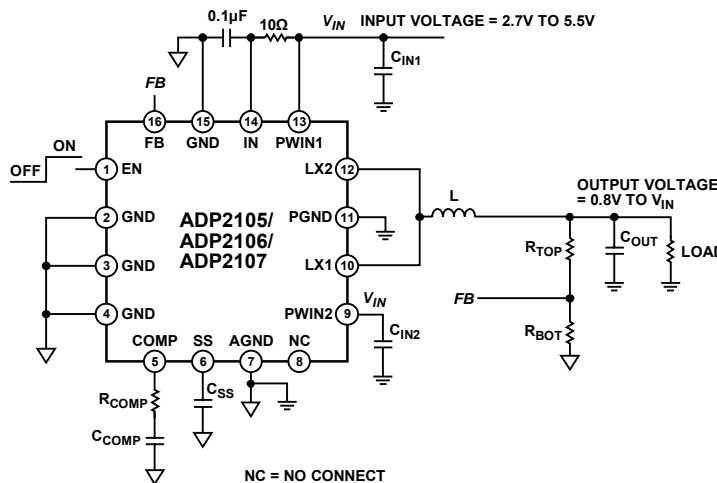 0.1µF
10Ω
VIN
INPUT VOLTAGE = 2.7V TO 5.5V
CIN1
FB
16
15
14
13
FB
GND
IN
PWIN1
ON
OFF
1
EN
LX2
12
2
GND
ADP2105/
ADP2106/
ADP2107
PGND
11
L
OUTPUT VOLTAGE
= 0.8V TO VIN
3
GND
LX1
10
RTOP
COUT
LOAD
FB
4
GND
PWIN2
9
VIN
CIN2
RBOT
COMP
SS
AGND
NC
5
6
7
8
RCOMP
CSS
CCOMP
NC = NO CONNECT